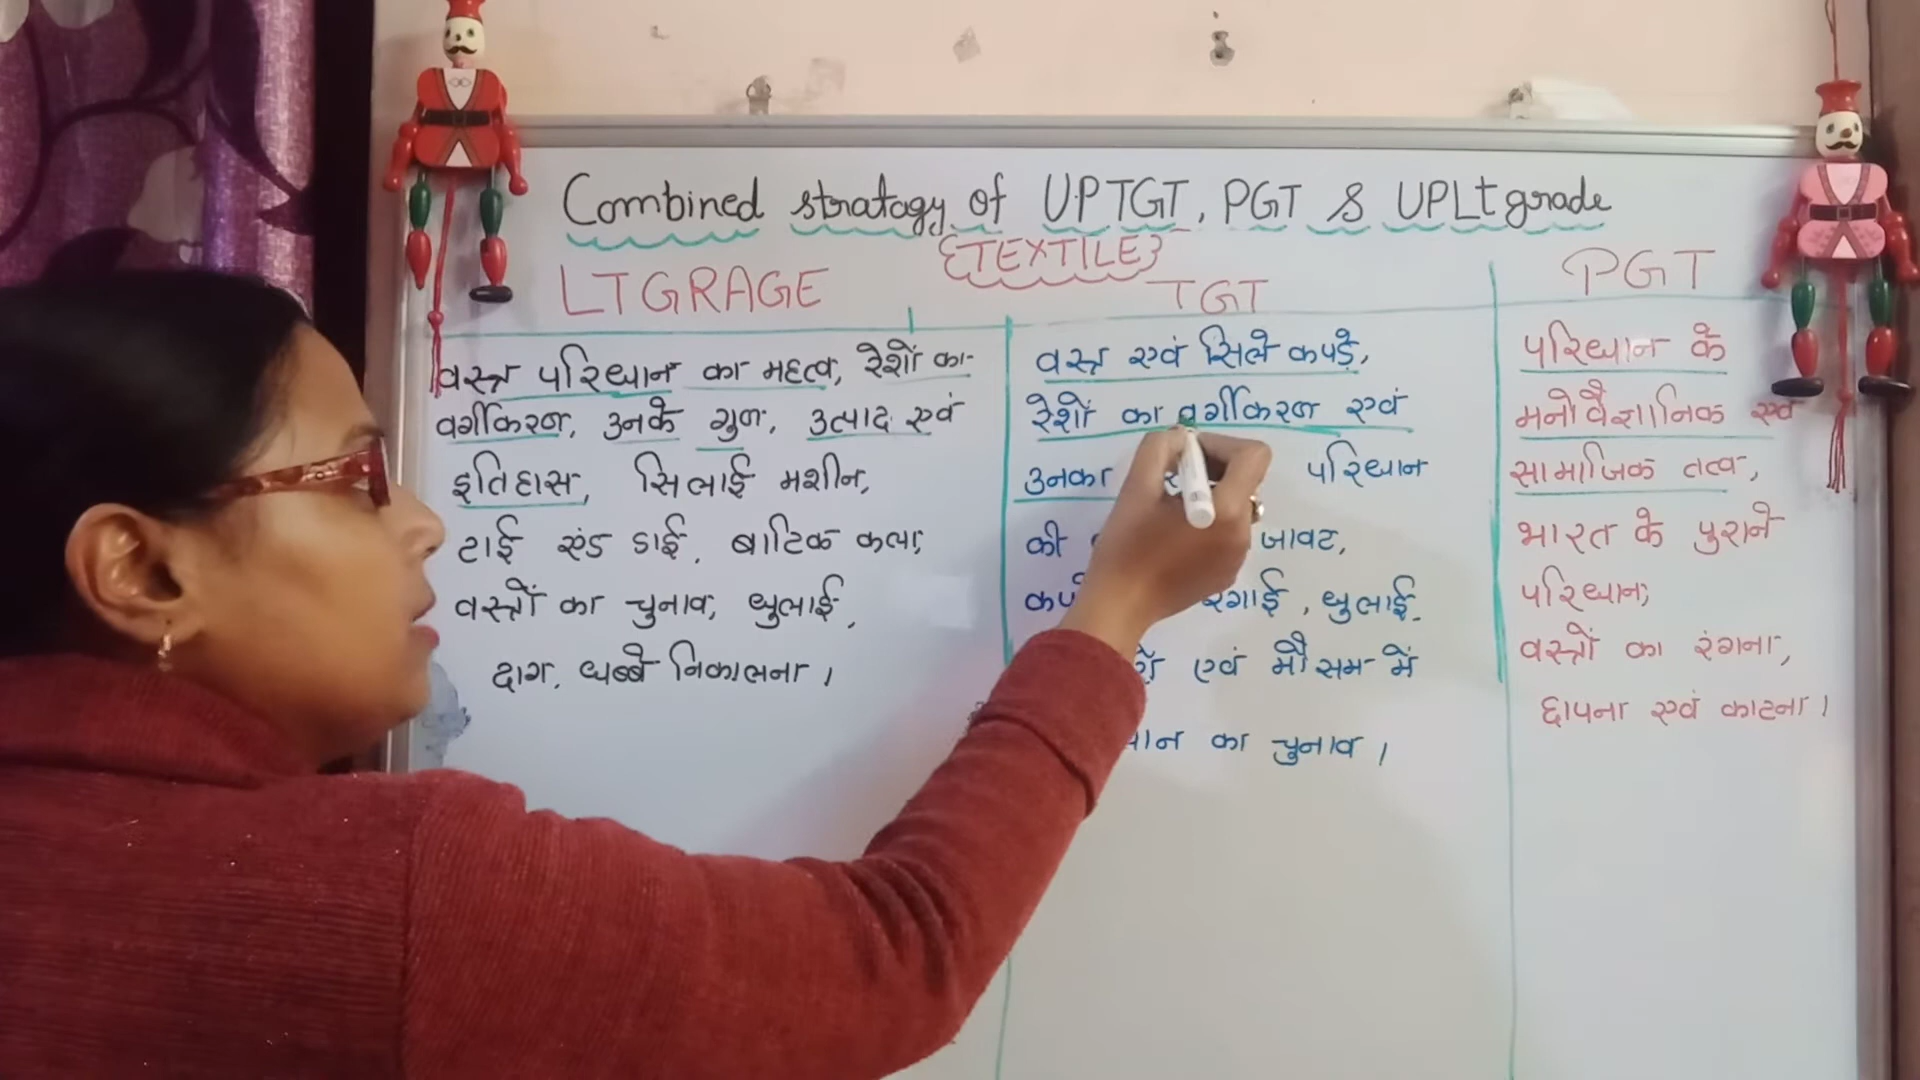 Combined stratagy of UPTGT, PGT & UPLt grade
{TEXTILE}
LTGRAGE
वस्त्र परिधान का महत्व, रेशों का-
वर्गीकरण, उनके गुण, उत्पाद एवं
इतिहास, सिलाई मशीन,
टाई एंड डाई, बाटिक कला,
वस्त्रों का चुनाव, धुलाई,
दाग, धब्बे निकालना।
TGT
वस्त्र एवं सिले कपड़े,
रेशों का वर्गीकरण एवं
उनका परिधान
की
रंगाई, धुलाई,
एवं मौसम में
का चुनाव।
PGT
परिधान के
मनोवैज्ञानिक एवं
सामाजिक तत्व,
भारत के पुराने
परिधान,
वस्त्रों का रंगना,
छापना एवं काटना।